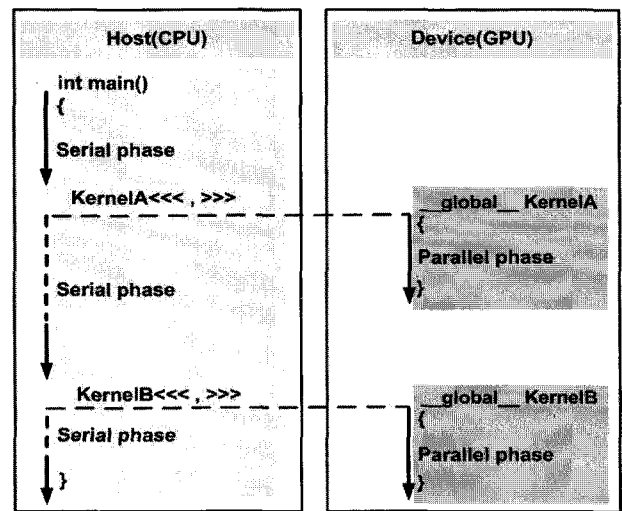 Host(CPU)
int main()
{
Serial phase
KernelA<<< , >>>
Serial phase
KernelB<<< , >>>
Serial phase
}
Device(GPU)
__global__ KernelA
{
Parallel phase
}
__global__ KernelB
{
Parallel phase
}